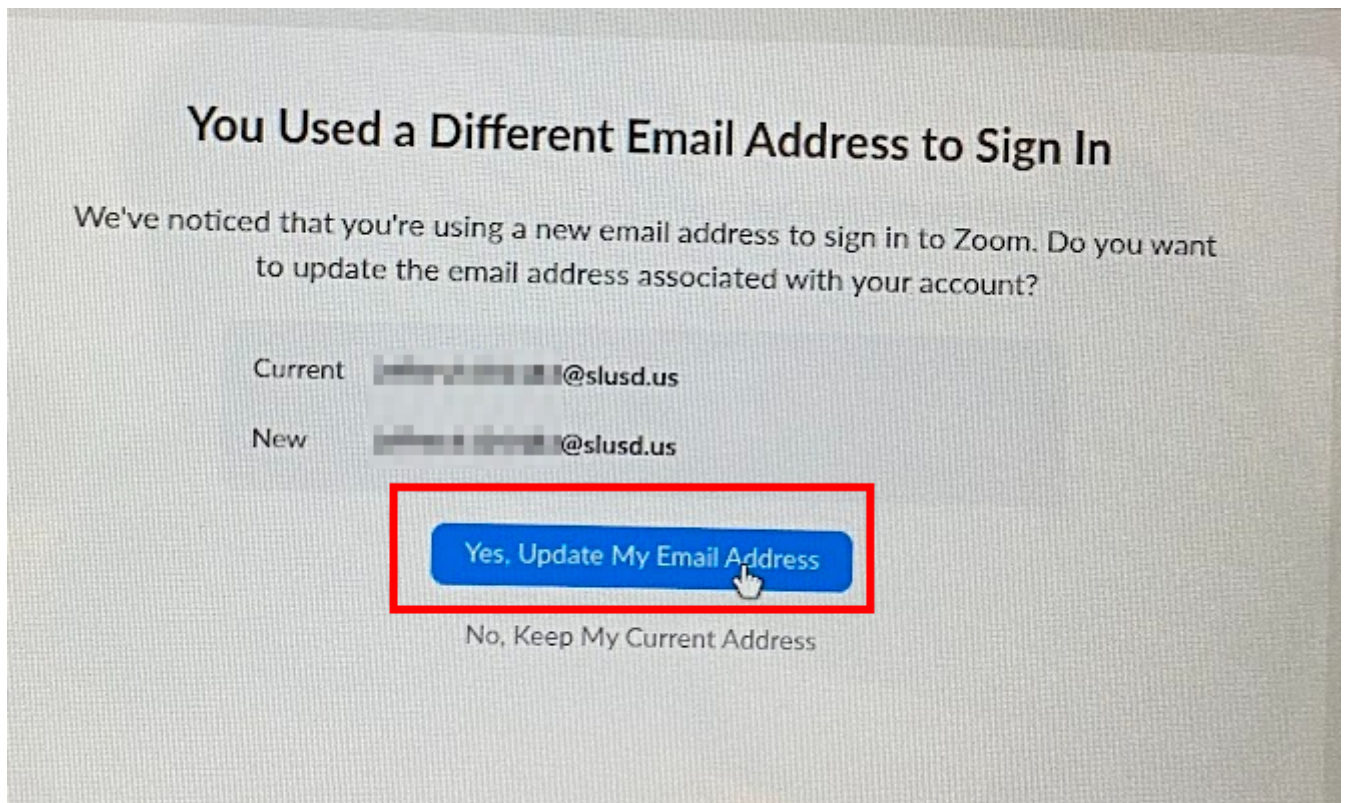 You Used a Different Email Address to Sign In
We've noticed that you're using a new email address to sign in to Zoom. Do you want
to update the email address associated with your account?
Current @slusd.us
New @slusd.us
Yes, Update My Email Address
No, Keep My Current Address